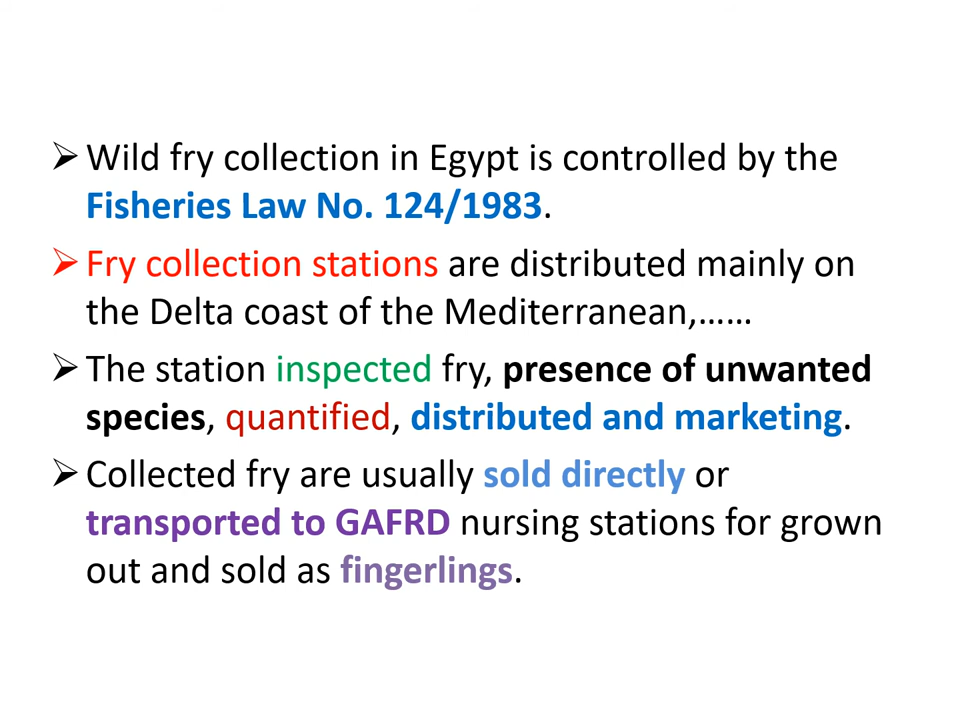 ➢ Wild fry collection in Egypt is controlled by the
Fisheries Law No. 124/1983.
➢ Fry collection stations are distributed mainly on
the Delta coast of the Mediterranean,……
➢ The station inspected fry, presence of unwanted
species, quantified, distributed and marketing.
➢ Collected fry are usually sold directly or
transported to GAFRD nursing stations for grown
out and sold as fingerlings.